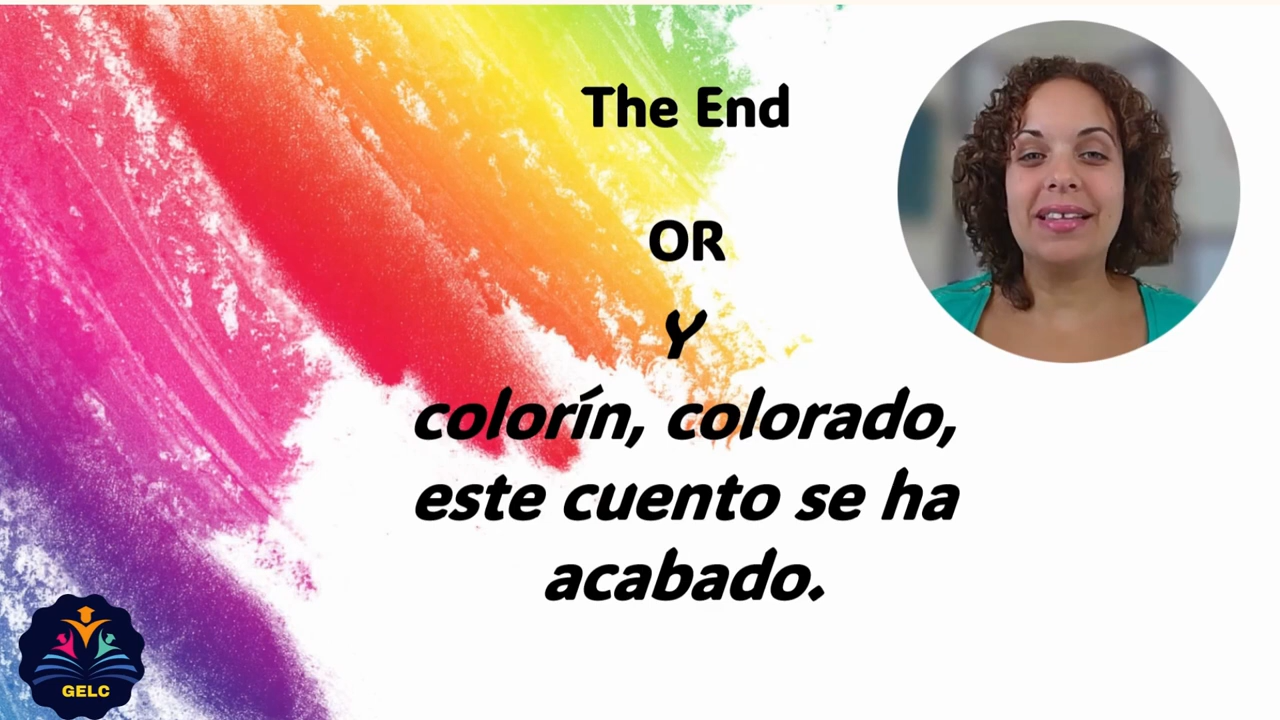 The End
OR
Y
colorín, colorado,
este cuento se ha
acabado.
GELC